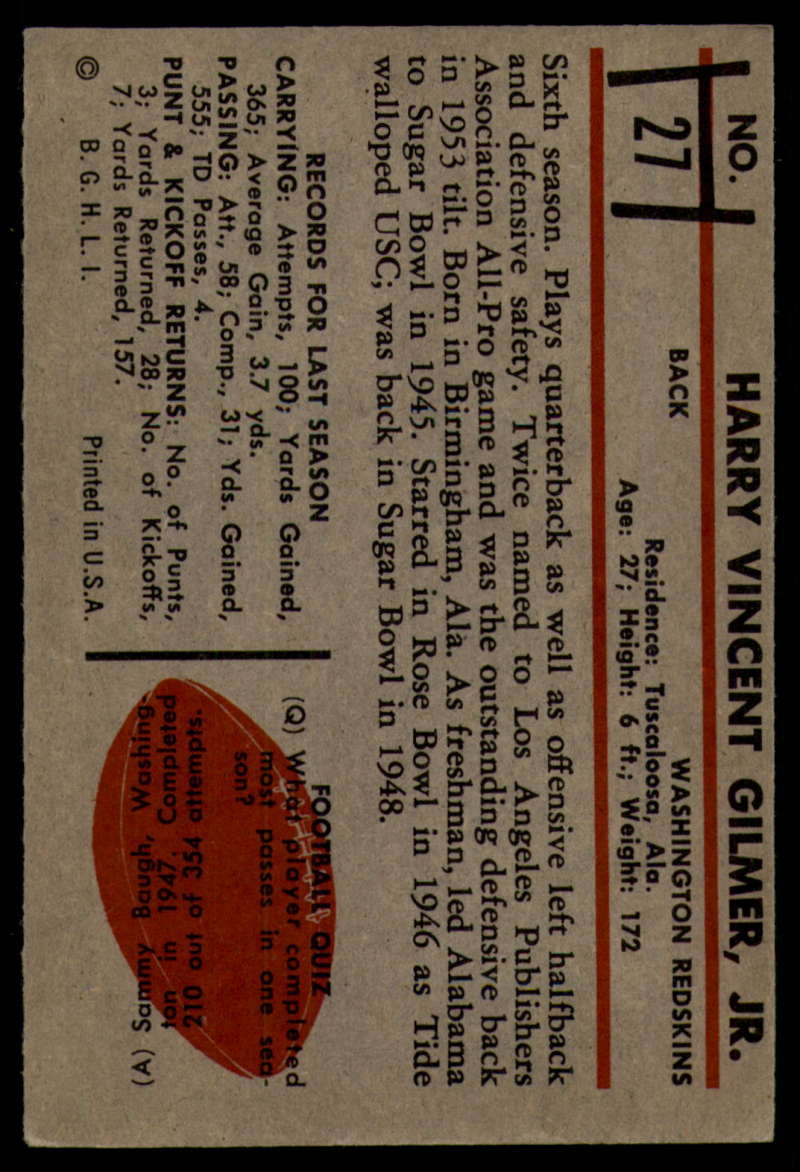 NO. 27
HARRY VINCENT GILMER, JR.
BACK
WASHINGTON REDSKINS
Residence: Tuscaloosa, Ala.
Age: 27; Height: 6 ft.; Weight: 172
Sixth season. Plays quarterback as well as offensive left halfback
and defensive safety. Twice named to Los Angeles Publishers
Association All-Pro game and was the outstanding defensive back
in 1953 tilt. Born in Birmingham, Ala. As freshman, led Alabama
to Sugar Bowl in 1945. Starred in Rose Bowl in 1946 as Tide
walloped USC; was back in Sugar Bowl in 1948.
RECORDS FOR LAST SEASON
CARRYING: Attempts, 100; Yards Gained,
365; Average Gain, 3.7 yds.
PASSING: Att., 58; Comp., 31; Yds. Gained,
555; TD Passes, 4.
PUNT & KICKOFF RETURNS: No. of Punts,
3; Yards Returned, 28; No. of Kickoffs,
7; Yards Returned, 157.
© B. G. H. L. I.
Printed in U.S.A.
FOOTBALL QUIZ
(Q) What player completed
most passes in one sea-
son?
(A) Sammy Baugh, Washing-
ton in 1947. Completed
210 out of 354 attempts.